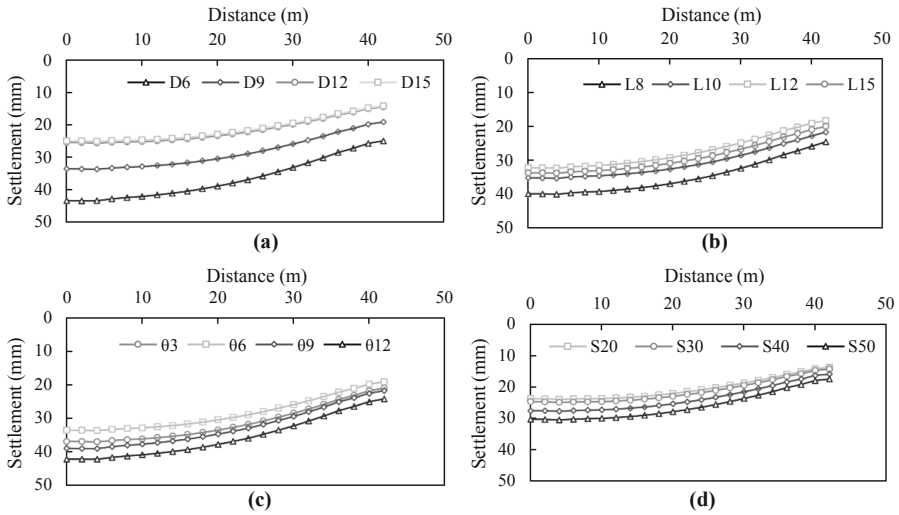 Distance (m)
0 10 20 30 40 50
0
10
20
30
40
50
Settlement (mm)
D6 D9 D12 D15
(a)
Distance (m)
0 10 20 30 40 50
0
10
20
30
40
50
Settlement (mm)
L8 L10 L12 L15
(b)
Distance (m)
0 10 20 30 40 50
0
10
20
30
40
50
Settlement (mm)
θ3 θ6 θ9 θ12
(c)
Distance (m)
0 10 20 30 40 50
0
10
20
30
40
50
Settlement (mm)
S20 S30 S40 S50
(d)